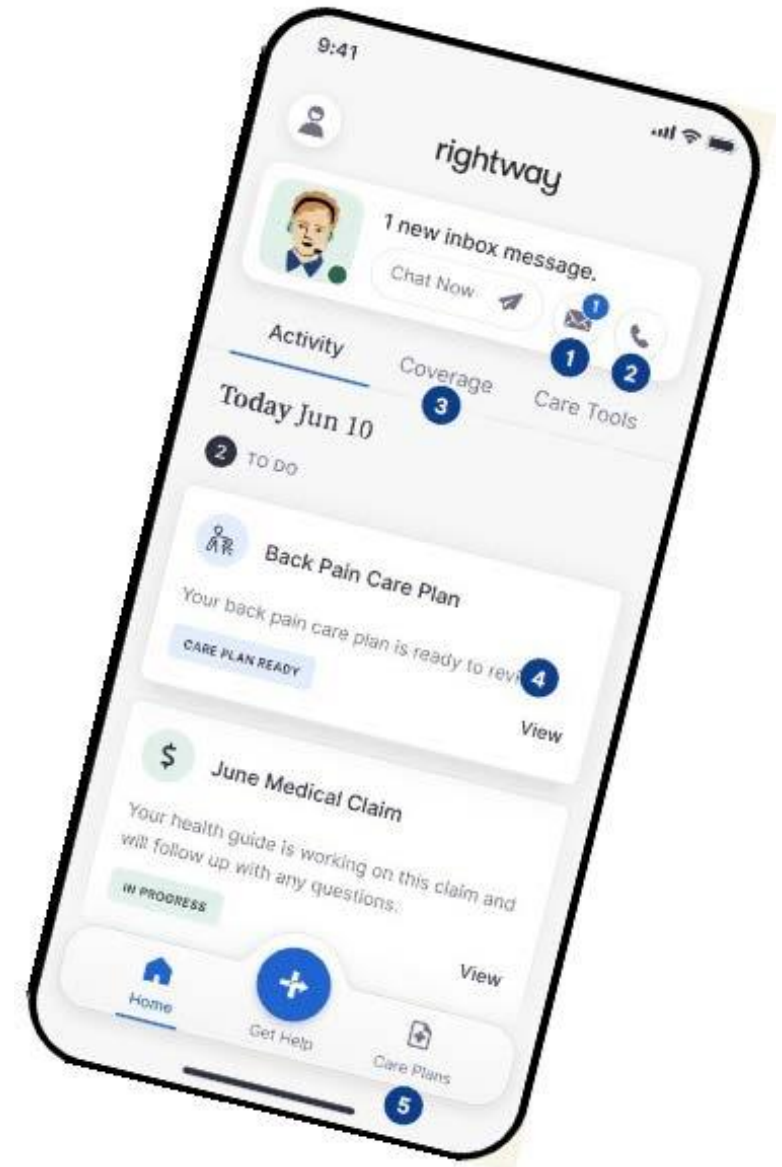 9:41
rightway
1 new inbox message.
Chat Now
1
1
2
Activity
Coverage
Care Tools
3
Today Jun 10
2 TO DO
Back Pain Care Plan
Your back pain care plan is ready to revi
4
CARE PLAN READY
View
$
June Medical Claim
Your health guide is working on this claim and
will follow up with any questions.
IN PROGRESS
View
Home
Get Help
Care Plans
5